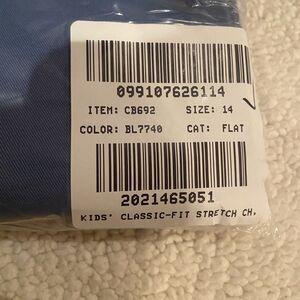 099107626114
ITEM: CB692 SIZE: 14
COLOR: BL7740 CAT: FLAT
2021465051
KIDS' CLASSIC-FIT STRETCH CH.